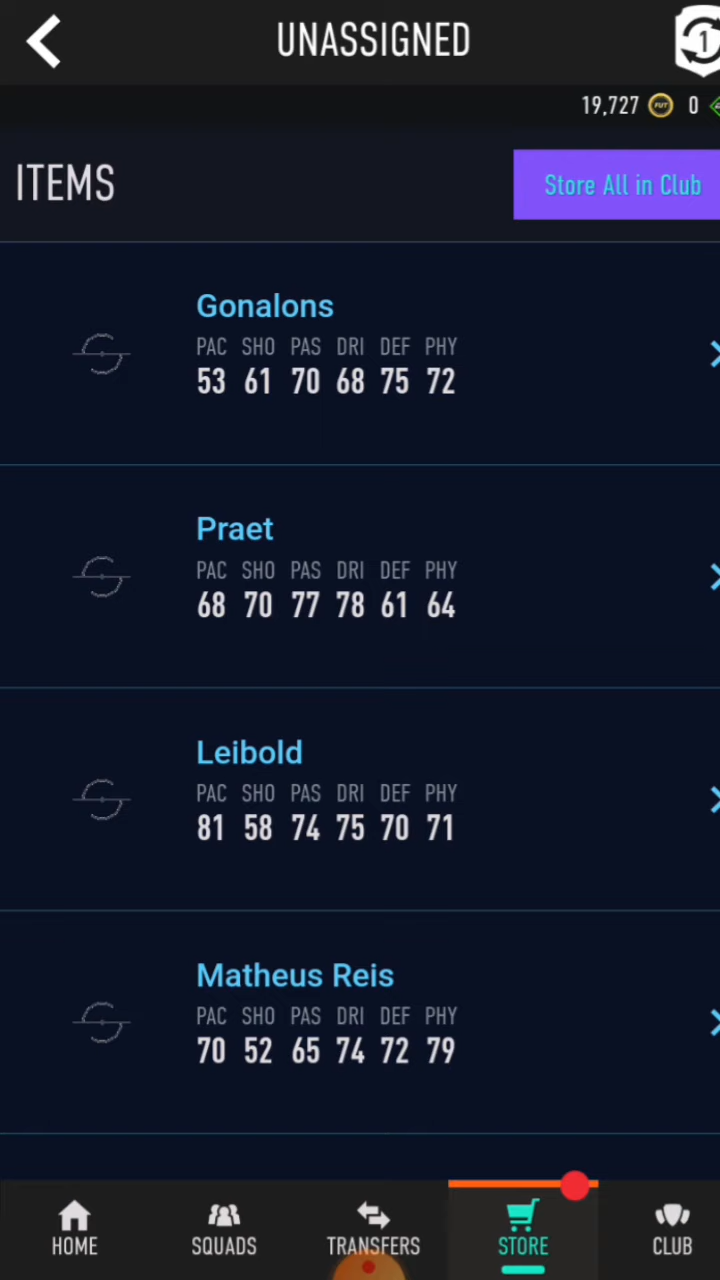 UNASSIGNED
1
19,727 FUT 0
ITEMS
Store All in Club
Gonalons
PAC SHO PAS DRI DEF PHY
53 61 70 68 75 72
Praet
PAC SHO PAS DRI DEF PHY
68 70 77 78 61 64
Leibold
PAC SHO PAS DRI DEF PHY
81 58 74 75 70 71
Matheus Reis
PAC SHO PAS DRI DEF PHY
70 52 65 74 72 79
HOME SQUADS TRANSFERS STORE CLUB